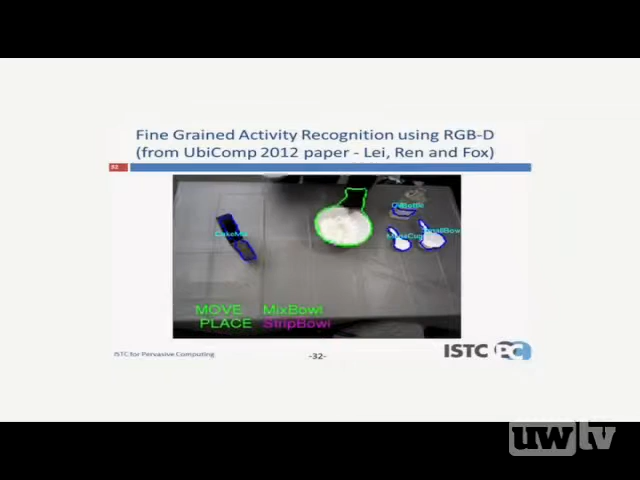 Fine Grained Activity Recognition using RGB-D
(from UbiComp 2012 paper - Lei, Ren and Fox)
32
CakeMix
MOVE MixBowl
PLACE StripBowl
ISTC for Pervasive Computing
-32-
ISTC PC
uwtv